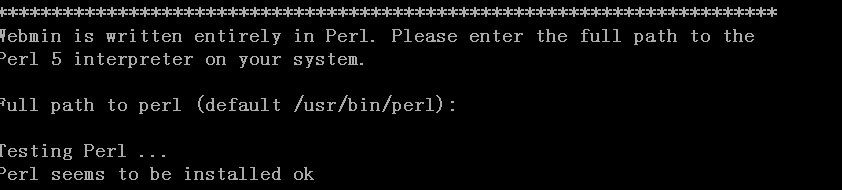 ***********************************************************************
Webmin is written entirely in Perl. Please enter the full path to the
Perl 5 interpreter on your system.
Full path to perl (default /usr/bin/perl):
Testing Perl ...
Perl seems to be installed ok